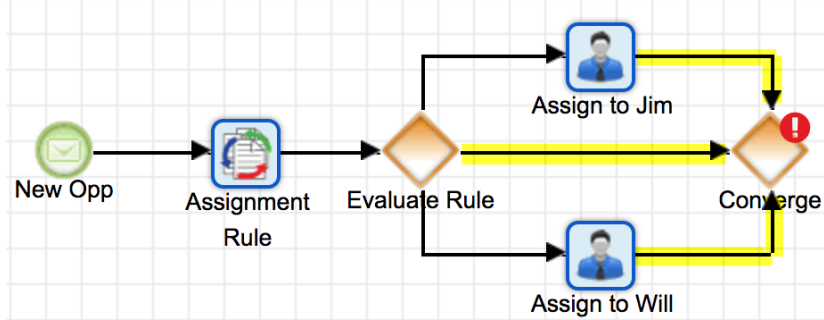 New Opp
Assignment
Rule
Evaluate Rule
Assign to Jim
Assign to Will
Converge
!